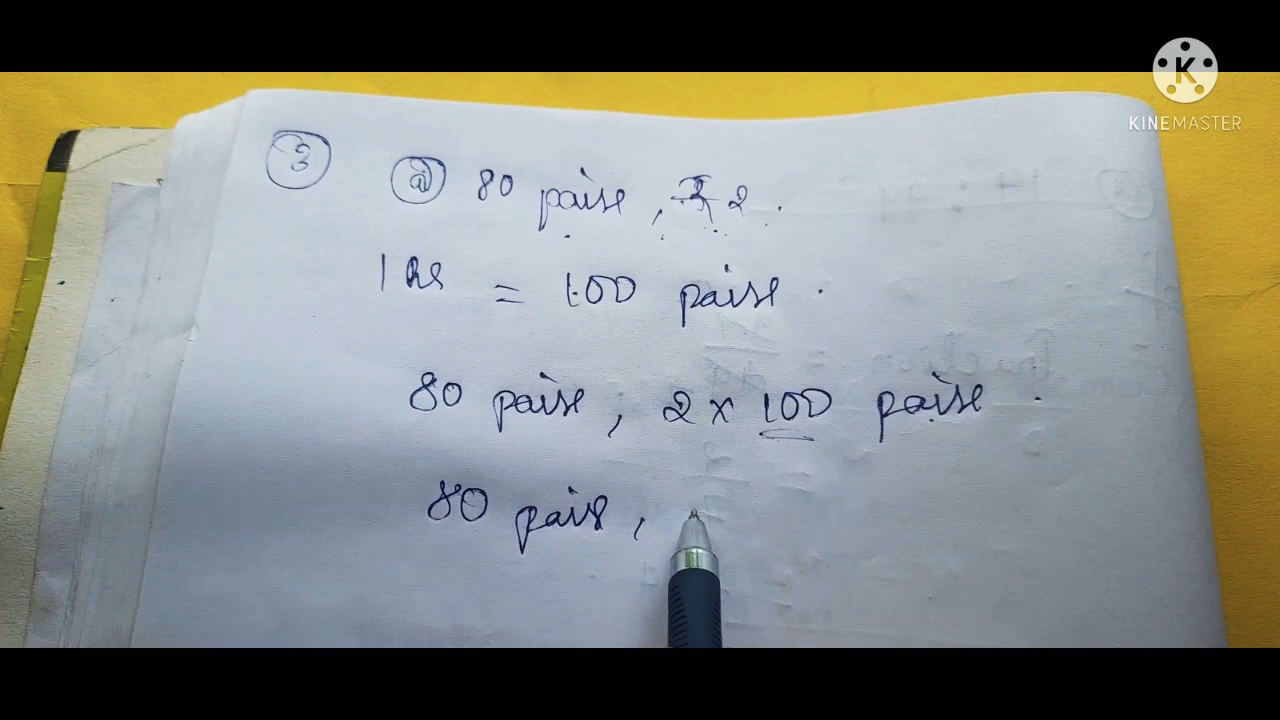 KINEMASTER
3 a 80 paise, ₹ 2.
1 Rs = 100 paise.
80 paise, 2 x 100 paise.
80 paise,